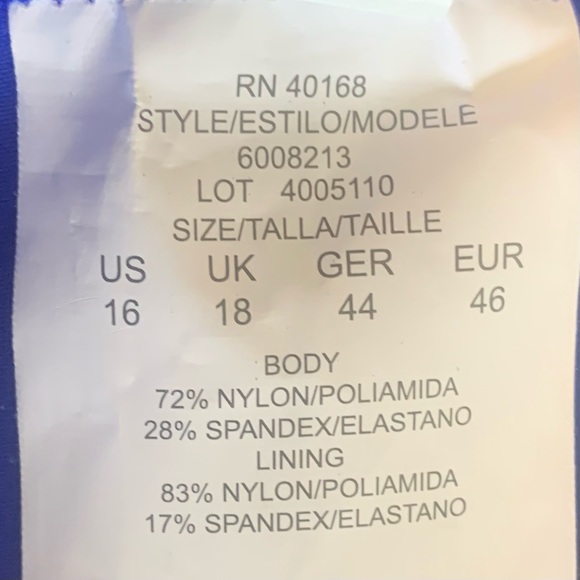 RN 40168
STYLE/ESTILO/MODELE
6008213
LOT 4005110
SIZE/TALLA/TAILLE
US UK GER EUR
16 18 44 46
BODY
72% NYLON/POLIAMIDA
28% SPANDEX/ELASTANO
LINING
83% NYLON/POLIAMIDA
17% SPANDEX/ELASTANO